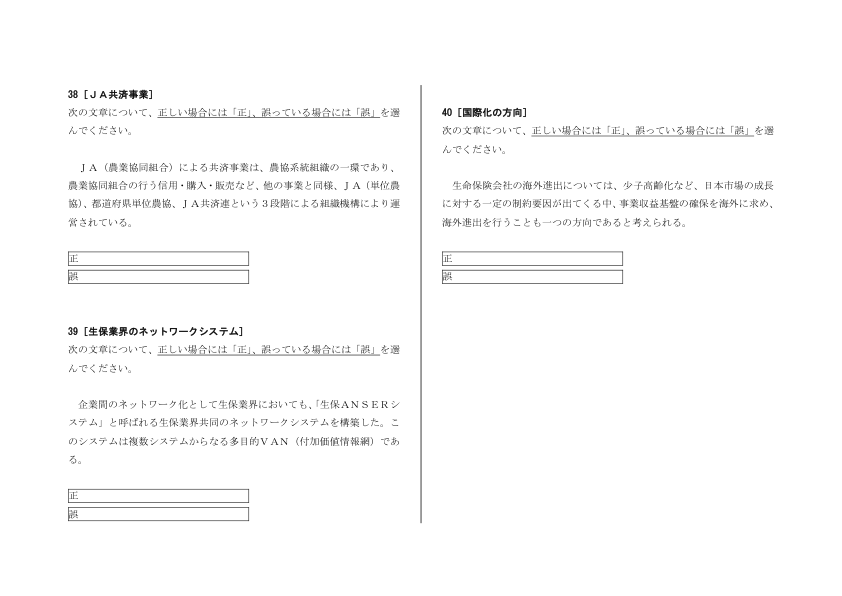 38［ＪＡ共済事業］
次の文章について、正しい場合には「正」、誤っている場合には「誤」を選
んでください。
ＪＡ（農業協同組合）による共済事業は、農協系統組織の一環であり、
農業協同組合の行う信用・購入・販売など、他の事業と同様、ＪＡ（単位農
協）、都道府県単位農協、ＪＡ共済連という３段階による組織機構により運
営されている。
正
誤
39［生保業界のネットワークシステム］
次の文章について、正しい場合には「正」、誤っている場合には「誤」を選
んでください。
企業間のネットワーク化として生保業界においても、「生保ＡＮＳＥＲシ
ステム」と呼ばれる生保業界共同のネットワークシステムを構築した。こ
のシステムは複数システムからなる多目的ＶＡＮ（付加価値情報網）であ
る。
正
誤
40［国際化の方向］
次の文章について、正しい場合には「正」、誤っている場合には「誤」を選
んでください。
生命保険会社の海外進出については、少子高齢化など、日本市場の成長
に対する一定の制約要因が出てくる中、事業収益基盤の確保を海外に求め、
海外進出を行うことも一つの方向であると考えられる。
正
誤